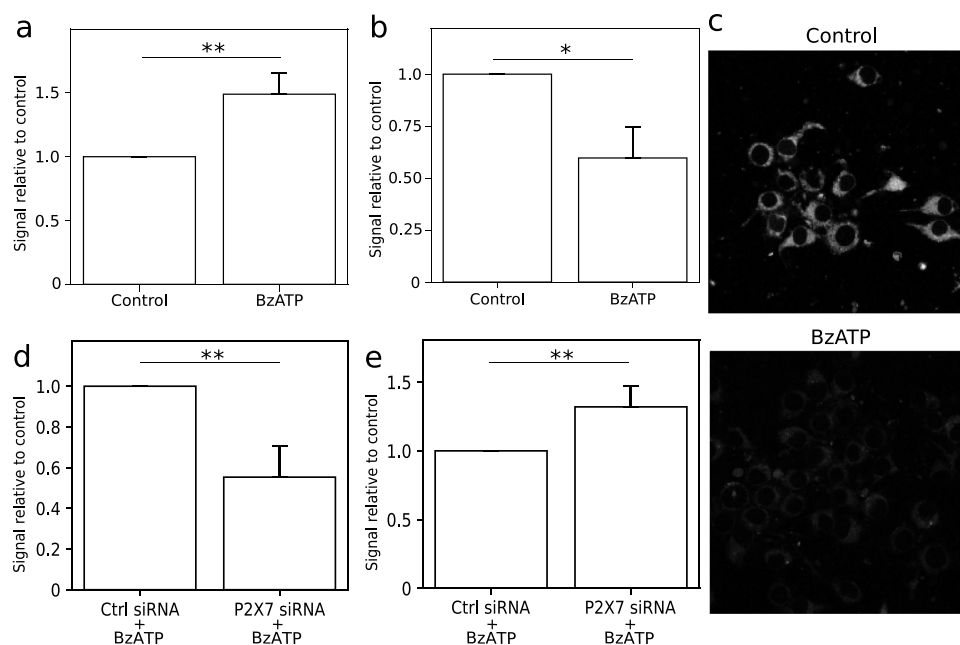 a
**
Signal relative to control
1.5
1.0
0.5
0
Control
BzATP
b
*
Signal relative to control
1.0
0.75
0.50
0.25
0
Control
BzATP
c
Control
BzATP
d
**
Signal relative to control
1.0
0.8
0.6
0.4
0.2
0
Ctrl siRNA
+
BzATP
P2X7 siRNA
+
BzATP
e
**
Signal relative to control
1.5
1.0
0.5
0
Ctrl siRNA
+
BzATP
P2X7 siRNA
+
BzATP